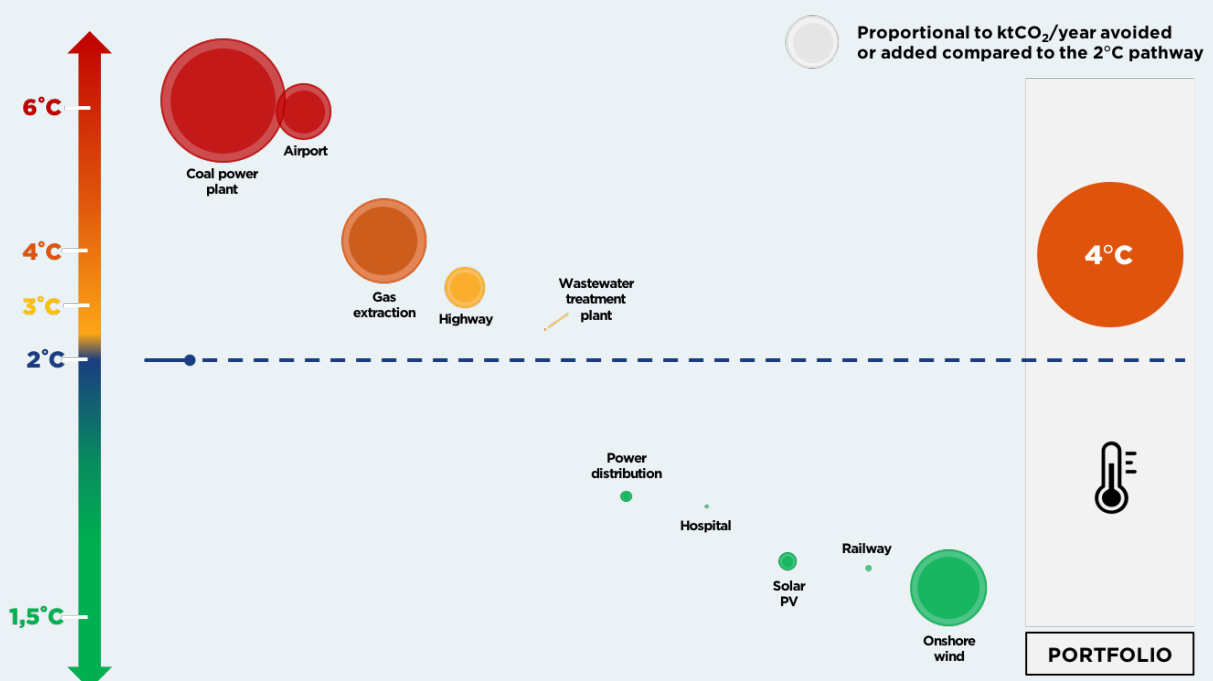 Proportional to ktCO₂/year avoided
or added compared to the 2°C pathway
6°C
4°C
3°C
2°C
1,5°C
Coal power
plant
Airport
Gas
extraction
Highway
Wastewater
treatment
plant
Power
distribution
Hospital
Solar
PV
Railway
Onshore
wind
4°C
PORTFOLIO